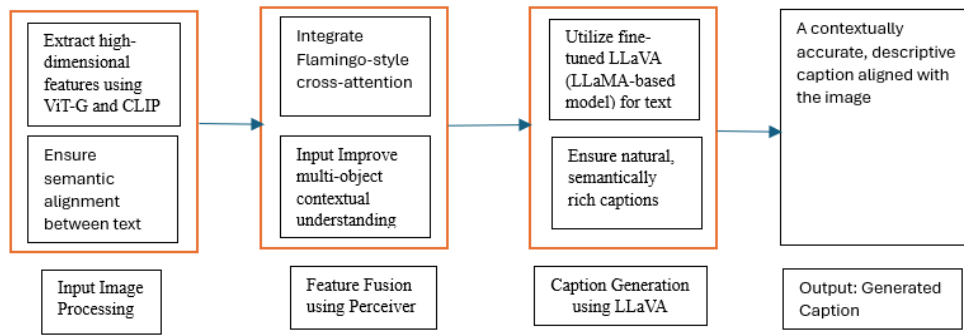 Extract high-
dimensional
features using
ViT-G and CLIP
Ensure
semantic
alignment
between text
Input Image
Processing
Integrate
Flamingo-style
cross-attention
Input Improve
multi-object
contextual
understanding
Feature Fusion
using Perceiver
Utilize fine-
tuned LLaVA
(LLaMA-based
model) for text
Ensure natural,
semantically
rich captions
Caption Generation
using LLaVA
A contextually
accurate, descriptive
caption aligned with
the image
Output: Generated
Caption